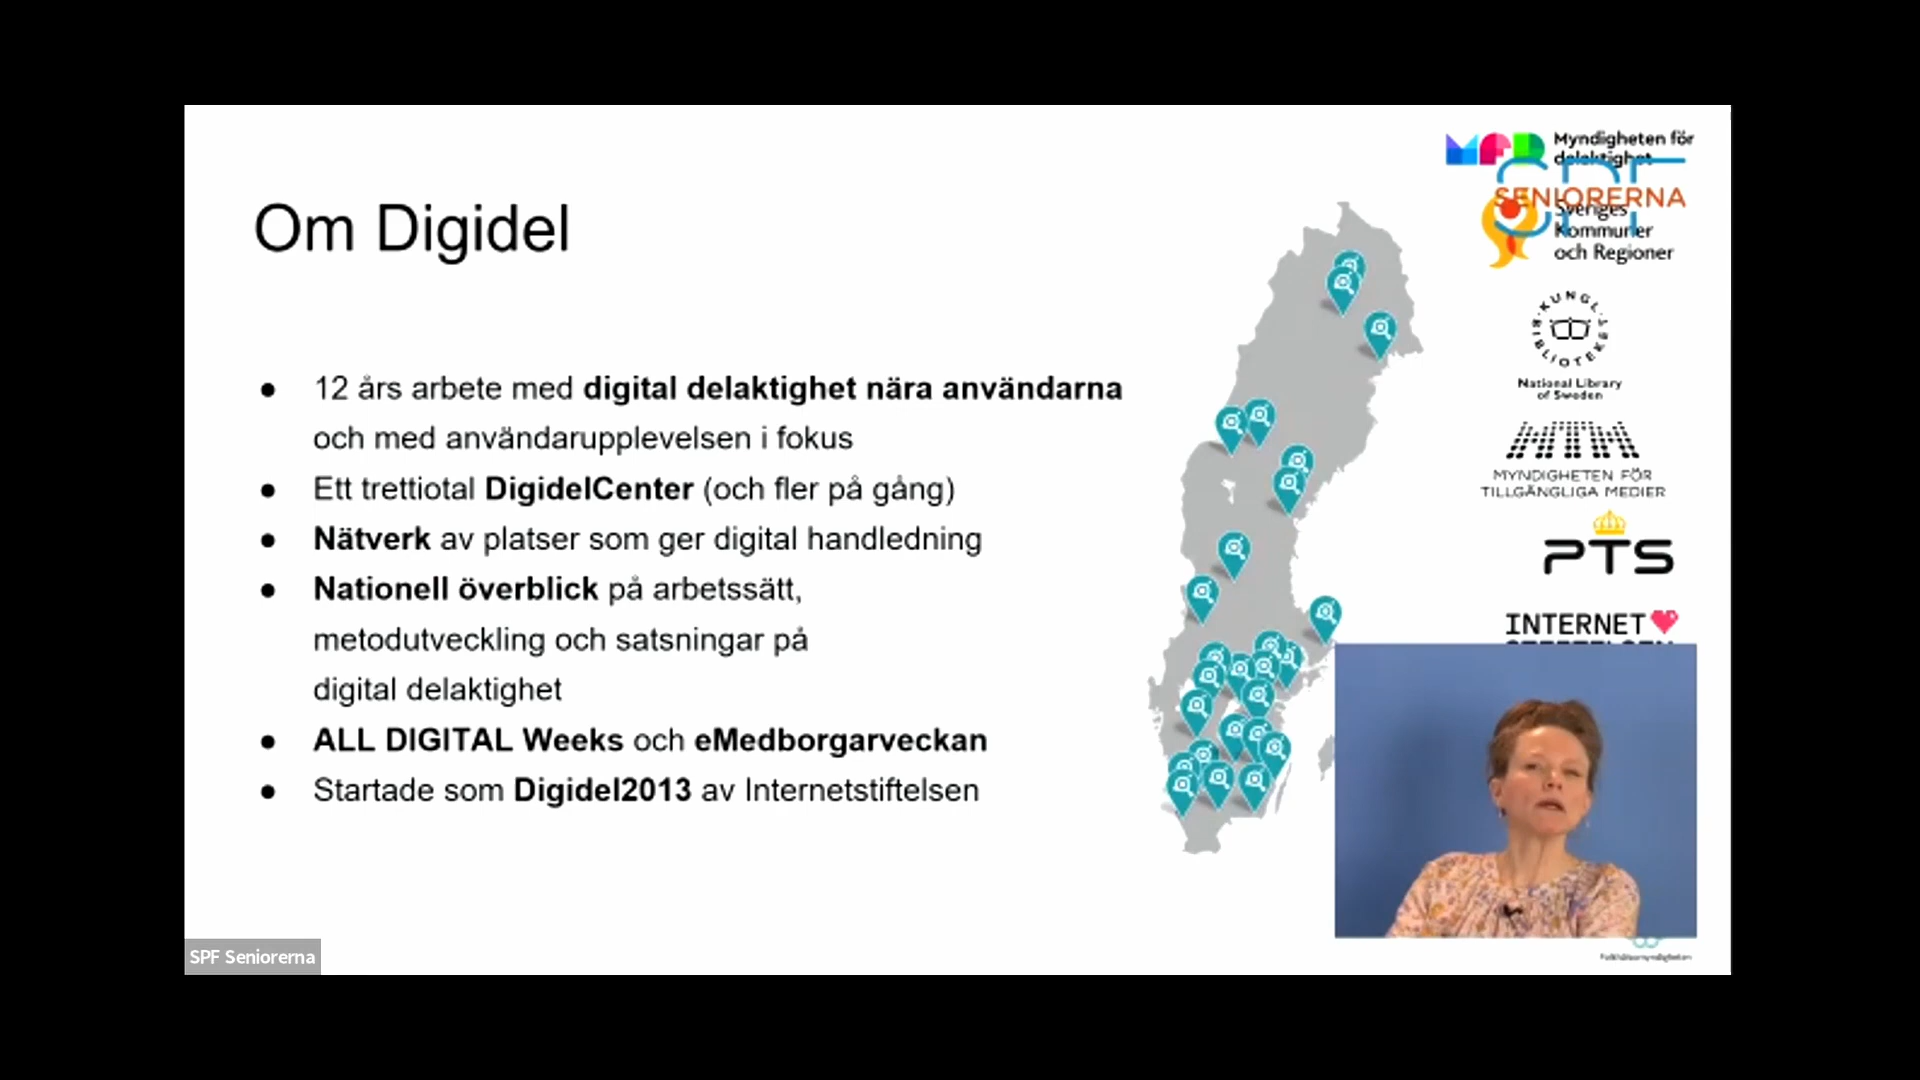 Om Digidel
● 12 års arbete med digital delaktighet nära användarna
och med användarupplevelsen i fokus
● Ett trettiotal DigidelCenter (och fler på gång)
● Nätverk av platser som ger digital handledning
● Nationell överblick på arbetssätt,
metodutveckling och satsningar på
digital delaktighet
● ALL DIGITAL Weeks och eMedborgarveckan
● Startade som Digidel2013 av Internetstiftelsen
MFD Myndigheten för
delaktighet
SPF
SENIORERNA
Sveriges
Kommuner
och Regioner
KUNGL.
BIBLIOTEKET
National Library
of Sweden
MTM
MYNDIGHETEN FÖR
TILLGÄNGLIGA MEDIER
PTS
INTERNET
SPF Seniorerna